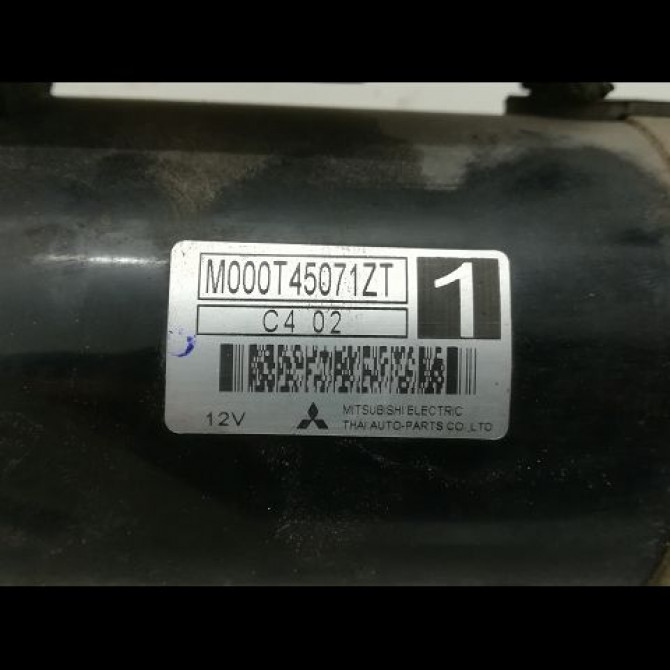 M000T45071ZT
1
C4 02
12V
MITSUBISHI ELECTRIC
THAI AUTO-PARTS CO.,LTD